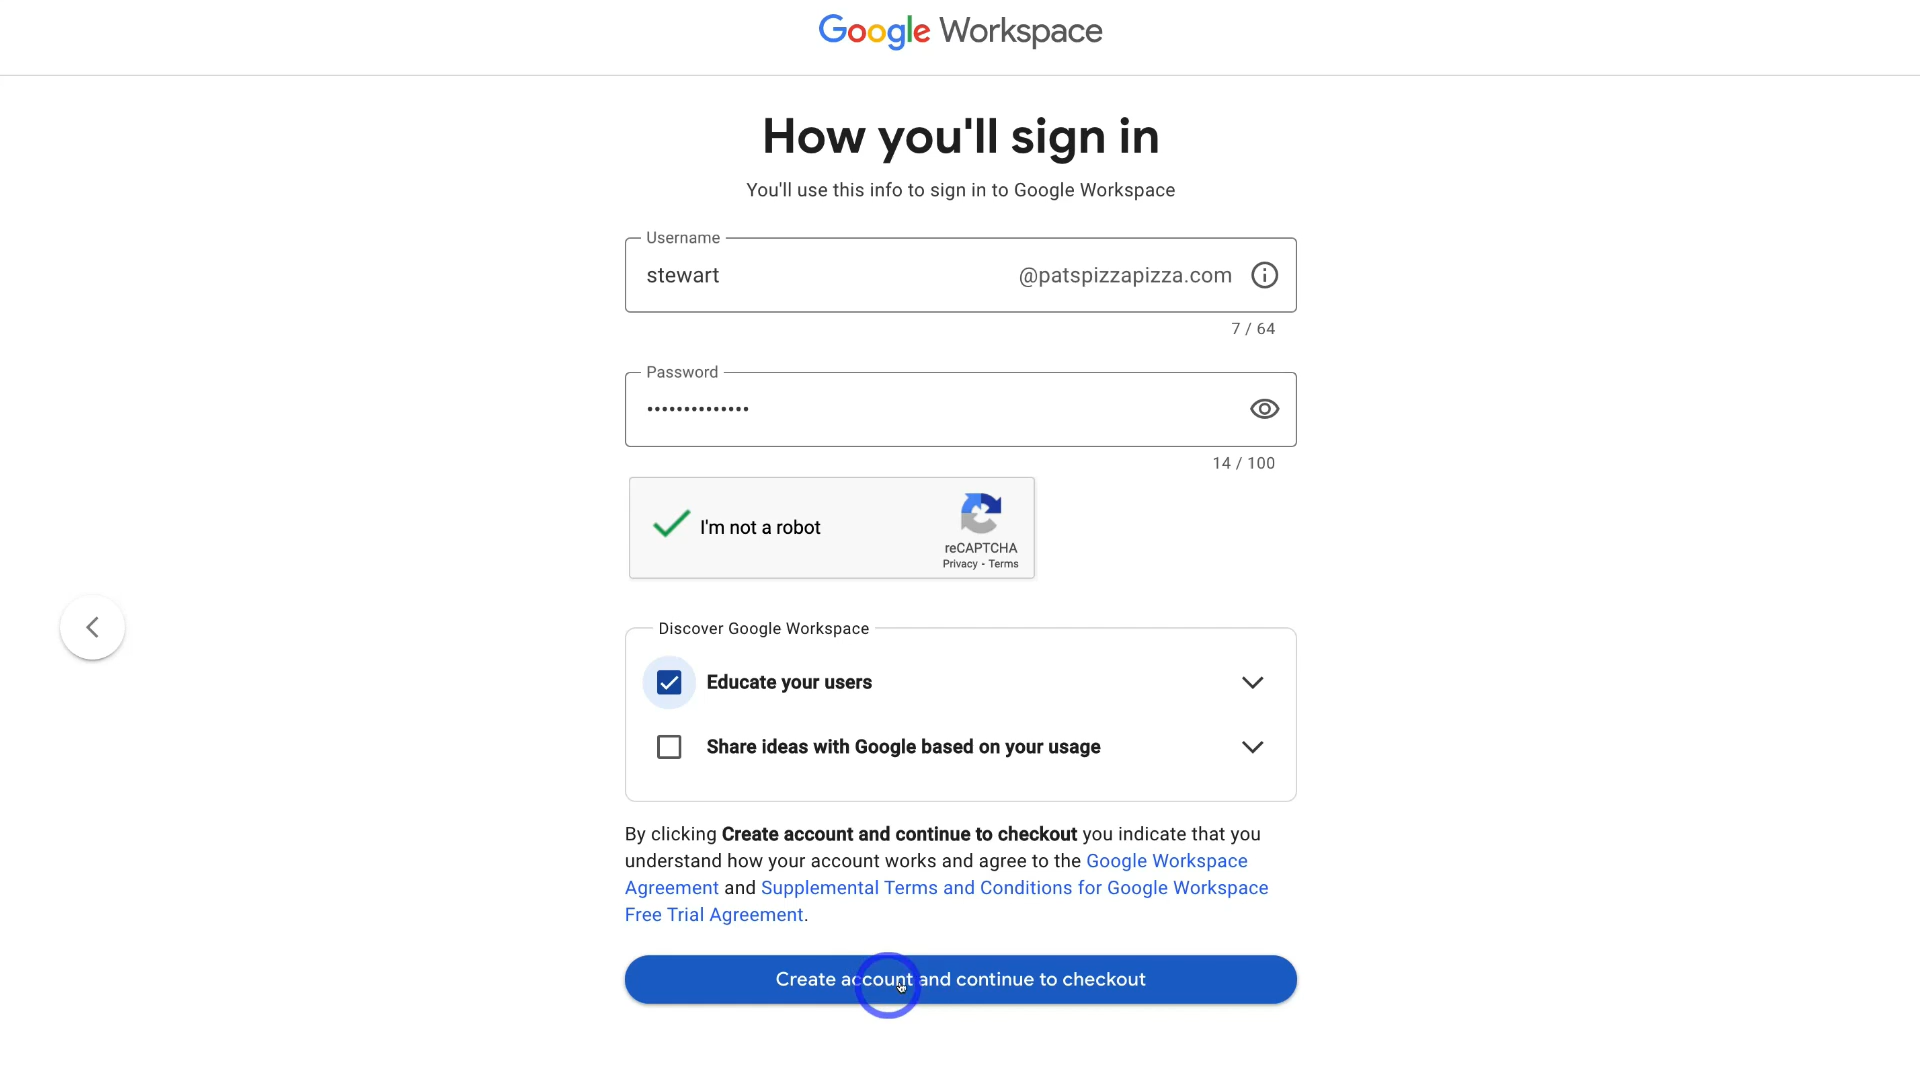 Google Workspace
How you'll sign in
You'll use this info to sign in to Google Workspace
Username
stewart @patspizzapizza.com
7 / 64
Password
••••••••••••••
14 / 100
I'm not a robot
reCAPTCHA
Privacy - Terms
Discover Google Workspace
Educate your users
Share ideas with Google based on your usage
By clicking Create account and continue to checkout you indicate that you
understand how your account works and agree to the Google Workspace
Agreement and Supplemental Terms and Conditions for Google Workspace
Free Trial Agreement.
Create account and continue to checkout